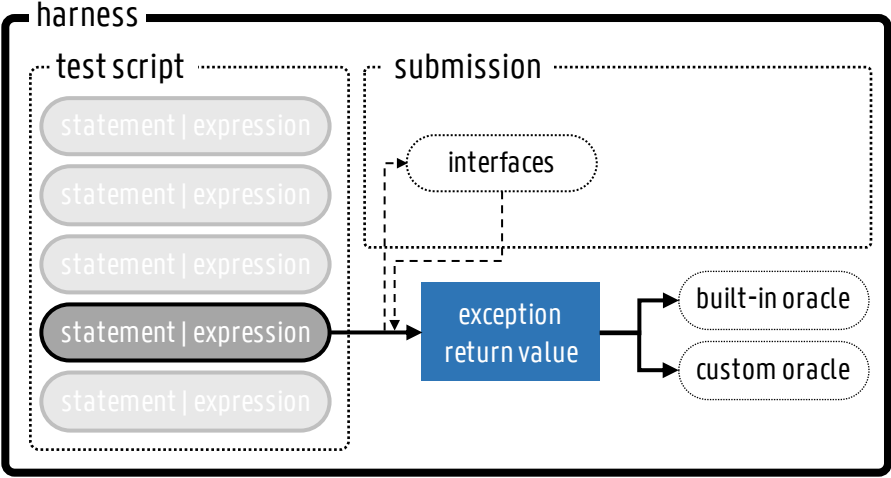 harness
test script
submission
statement | expression
statement | expression
interfaces
statement | expression
statement | expression
exception
return value
built-in oracle
custom oracle
statement | expression